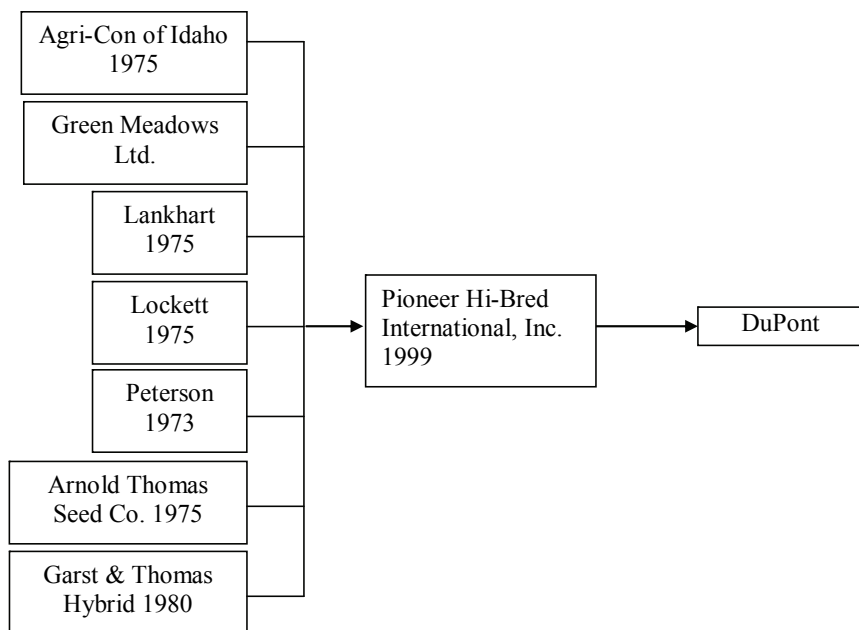 Agri-Con of Idaho
1975
Green Meadows
Ltd.
Lankhart
1975
Lockett
1975
Peterson
1973
Arnold Thomas
Seed Co. 1975
Garst & Thomas
Hybrid 1980
Pioneer Hi-Bred
International, Inc.
1999
DuPont